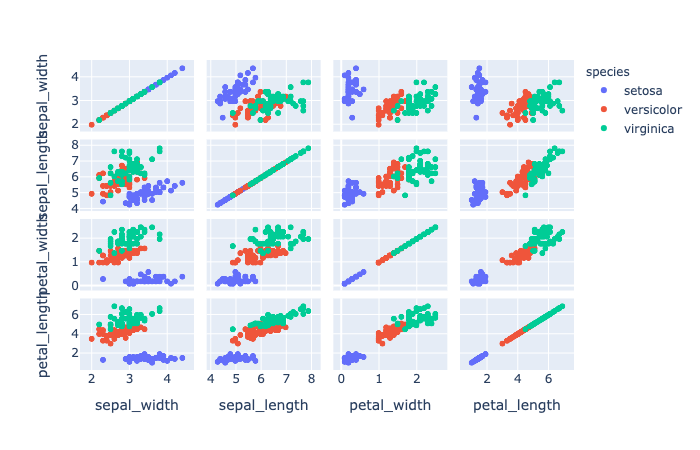 species
setosa
versicolor
virginica
sepal_width
4
3
2
sepal_length
8
7
6
5
4
petal_width
2
1
0
petal_length
6
4
2
2 3 4
4 5 6 7 8
0 1 2
2 4 6
sepal_width sepal_length petal_width petal_length